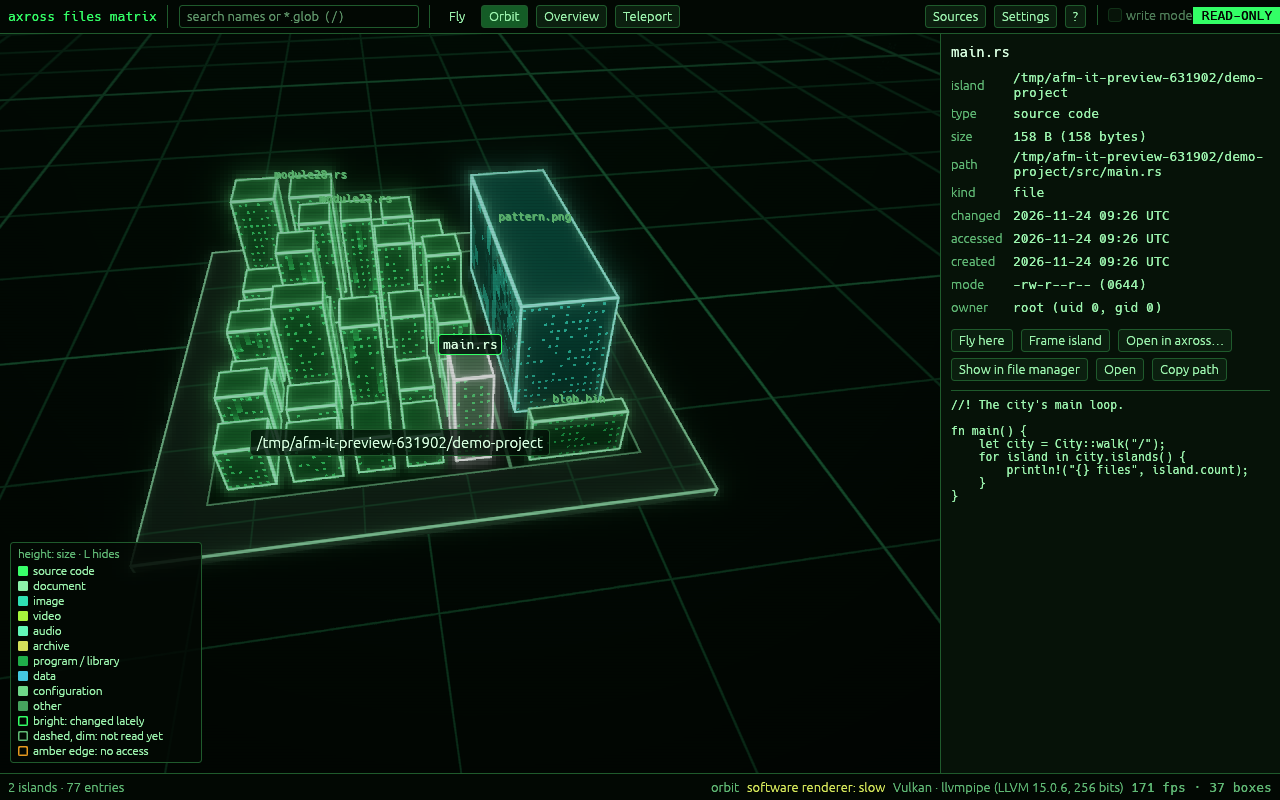 axross files matrix
search names or *.glob (/)
Fly
Orbit
Overview
Teleport
Sources
Settings
?
write mode
READ-ONLY
module28.rs
module23.rs
pattern.png
main.rs
blob.bin
/tmp/afm-it-preview-631902/demo-project
height: size · L hides
source code
document
image
video
audio
archive
program / library
data
configuration
other
bright: changed lately
dashed, dim: not read yet
amber edge: no access
main.rs
island /tmp/afm-it-preview-631902/demo-
project
type source code
size 158 B (158 bytes)
path /tmp/afm-it-preview-631902/demo-
project/src/main.rs
kind file
changed 2026-11-24 09:26 UTC
accessed 2026-11-24 09:26 UTC
created 2026-11-24 09:26 UTC
mode -rw-r--r-- (0644)
owner root (uid 0, gid 0)
Fly here
Frame island
Open in axross…
Show in file manager
Open
Copy path
//! The city's main loop.
fn main() {
    let city = City::walk("/");
    for island in city.islands() {
        println!("{} files", island.count);
    }
}
2 islands · 77 entries
orbit software renderer: slow Vulkan · llvmpipe (LLVM 15.0.6, 256 bits) 171 fps · 37 boxes